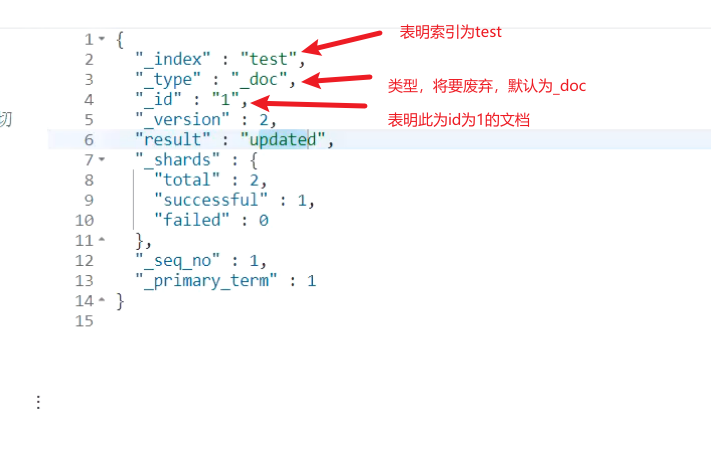 表明索引为test
1 {
2 "_index" : "test",
3 "_type" : "_doc",
类型，将要废弃，默认为_doc
4 "_id" : "1",
切
5 "_version" : 2,
表明此为id为1的文档
6 "result" : "updated",
7 "_shards" : {
8 "total" : 2,
9 "successful" : 1,
10 "failed" : 0
11 },
12 "_seq_no" : 1,
13 "_primary_term" : 1
14 }
15